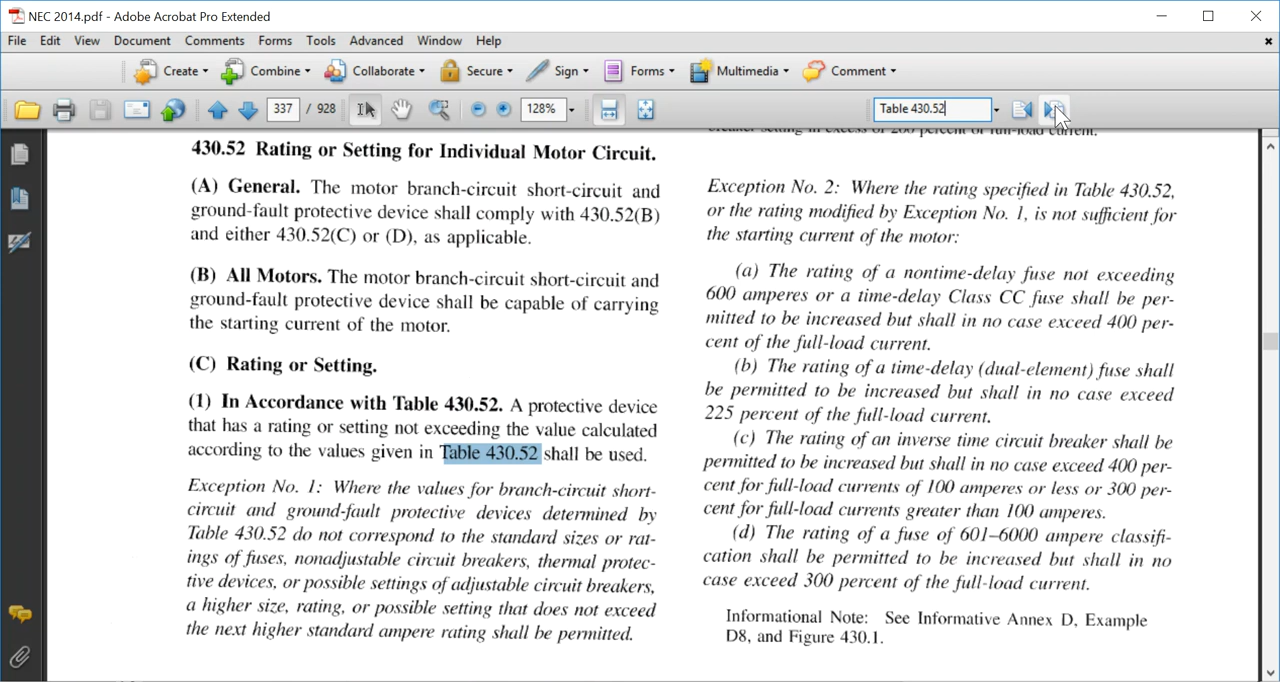 NEC 2014.pdf - Adobe Acrobat Pro Extended
File Edit View Document Comments Forms Tools Advanced Window Help
Create Combine Collaborate Secure Sign Forms Multimedia Comment
337 / 928 128% Table 430.52
430.52 Rating or Setting for Individual Motor Circuit.
(A) General. The motor branch-circuit short-circuit and
ground-fault protective device shall comply with 430.52(B)
and either 430.52(C) or (D), as applicable.
(B) All Motors. The motor branch-circuit short-circuit and
ground-fault protective device shall be capable of carrying
the starting current of the motor.
(C) Rating or Setting.
(1) In Accordance with Table 430.52. A protective device
that has a rating or setting not exceeding the value calculated
according to the values given in Table 430.52 shall be used.
Exception No. 1: Where the values for branch-circuit short-
circuit and ground-fault protective devices determined by
Table 430.52 do not correspond to the standard sizes or rat-
ings of fuses, nonadjustable circuit breakers, thermal protec-
tive devices, or possible settings of adjustable circuit breakers,
a higher size, rating, or possible setting that does not exceed
the next higher standard ampere rating shall be permitted.
breaker setting in excess of 200 percent of full-load current.
Exception No. 2: Where the rating specified in Table 430.52,
or the rating modified by Exception No. 1, is not sufficient for
the starting current of the motor:
(a) The rating of a nontime-delay fuse not exceeding
600 amperes or a time-delay Class CC fuse shall be per-
mitted to be increased but shall in no case exceed 400 per-
cent of the full-load current.
(b) The rating of a time-delay (dual-element) fuse shall
be permitted to be increased but shall in no case exceed
225 percent of the full-load current.
(c) The rating of an inverse time circuit breaker shall be
permitted to be increased but shall in no case exceed 400 per-
cent for full-load currents of 100 amperes or less or 300 per-
cent for full-load currents greater than 100 amperes.
(d) The rating of a fuse of 601–6000 ampere classifi-
cation shall be permitted to be increased but shall in no
case exceed 300 percent of the full-load current.
Informational Note: See Informative Annex D, Example
D8, and Figure 430.1.